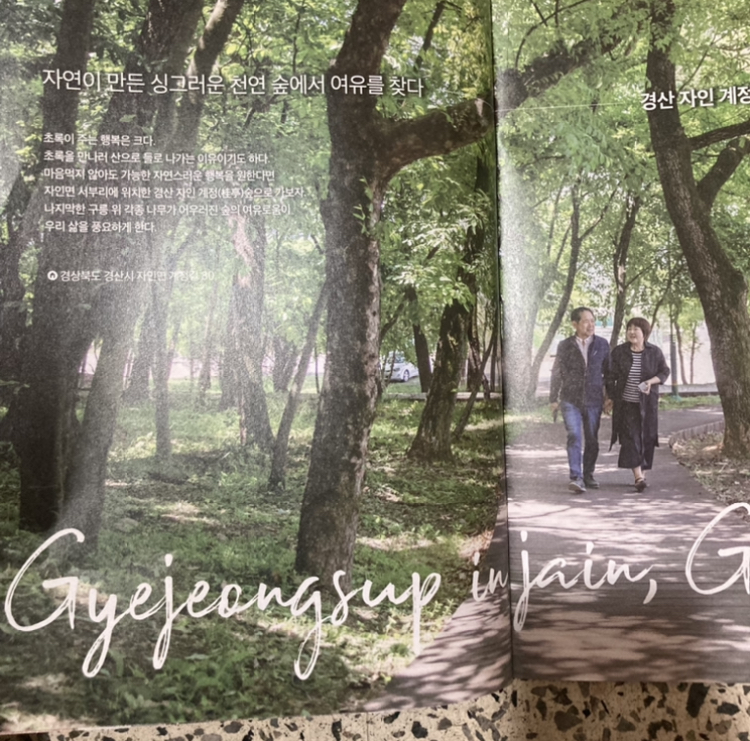 자연이 만든 싱그러운 천연 숲에서 여유를 찾다
경산 자인 계정
초록이 주는 행복은 크다.
초록을 만나러 산으로 들로 나가는 이유이기도 하다.
마음먹지 않아도 가능한 자연스러운 행복을 원한다면
자인면 서부리에 위치한 경산 자인 계정(桂亭)숲으로 가보자.
나지막한 구릉 위 각종 나무가 어우러진 숲의 여유로움이
우리 삶을 풍요하게 한다.
경상북도 경산시 자인면 계정길 80
Gyejeongsup in jain, G